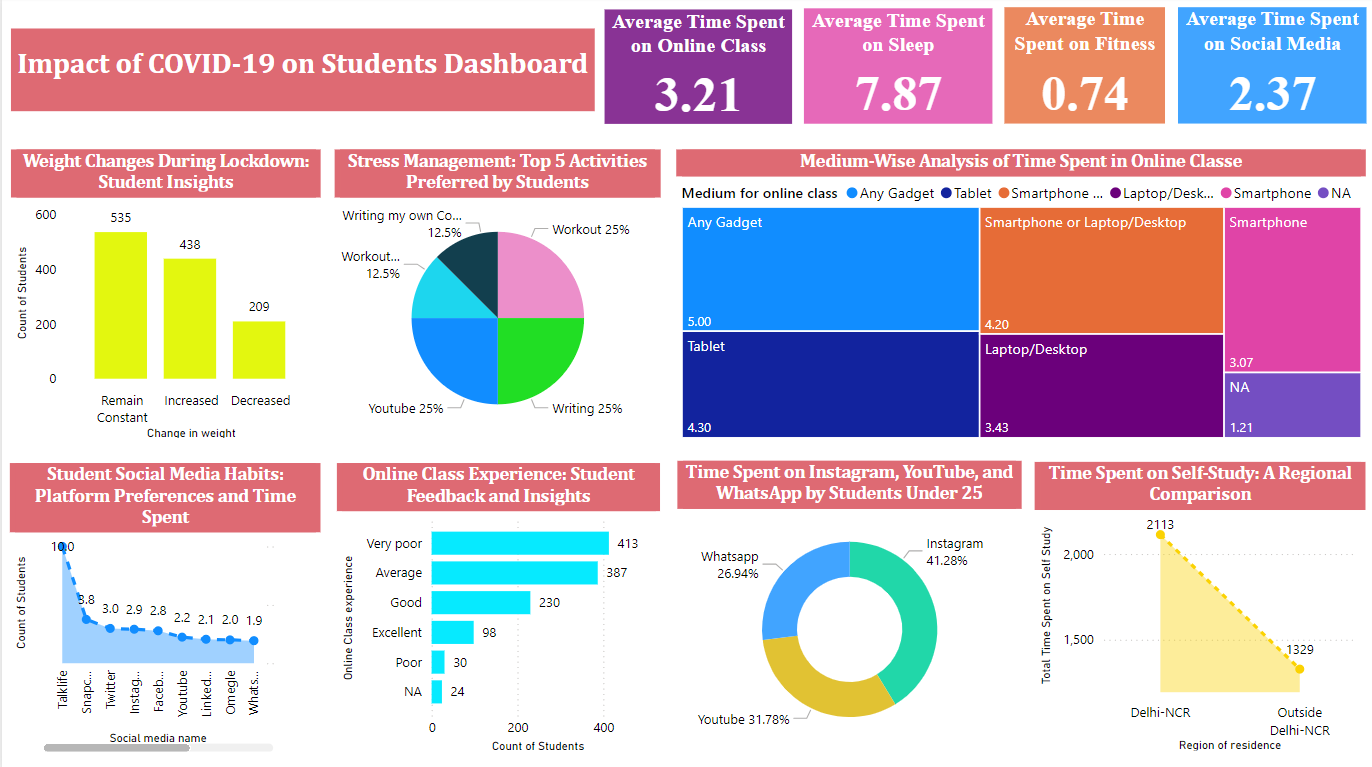 Impact of COVID-19 on Students Dashboard
Average Time Spent
on Online Class
3.21
Average Time Spent
on Sleep
7.87
Average Time
Spent on Fitness
0.74
Average Time Spent
on Social Media
2.37
Weight Changes During Lockdown:
Student Insights
Count of Students
600
400
200
0
535
438
209
Remain
Constant
Increased
Decreased
Change in weight
Stress Management: Top 5 Activities
Preferred by Students
Writing my own Co...
12.5%
Workout 25%
Workout...
12.5%
Youtube 25%
Writing 25%
Medium-Wise Analysis of Time Spent in Online Classe
Medium for online class Any Gadget Tablet Smartphone ... Laptop/Desk... Smartphone NA
Any Gadget
5.00
Tablet
4.30
Smartphone or Laptop/Desktop
4.20
Laptop/Desktop
3.43
Smartphone
3.07
NA
1.21
Student Social Media Habits:
Platform Preferences and Time
Spent
Count of Students
10.0
3.8
3.0
2.9
2.8
2.2
2.1
2.0
1.9
Talklife
Snapc...
Twitter
Instag...
Faceb...
Youtube
Linked...
Omegle
Whats...
Social media name
Online Class Experience: Student
Feedback and Insights
Online Class experience
Very poor 413
Average 387
Good 230
Excellent 98
Poor 30
NA 24
0 200 400
Count of Students
Time Spent on Instagram, YouTube, and
WhatsApp by Students Under 25
Whatsapp
26.94%
Instagram
41.28%
Youtube 31.78%
Time Spent on Self-Study: A Regional
Comparison
Total Time Spent on Self Study
2,000
1,500
2113
1329
Delhi-NCR
Outside
Delhi-NCR
Region of residence